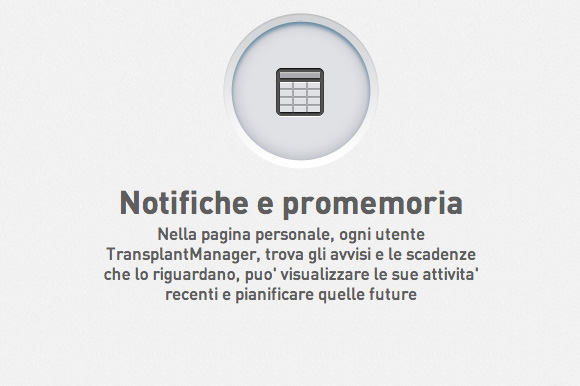 Notifiche e promemoria
Nella pagina personale, ogni utente
TransplantManager, trova gli avvisi e le scadenze
che lo riguardano, puo' visualizzare le sue attivita'
recenti e pianificare quelle future